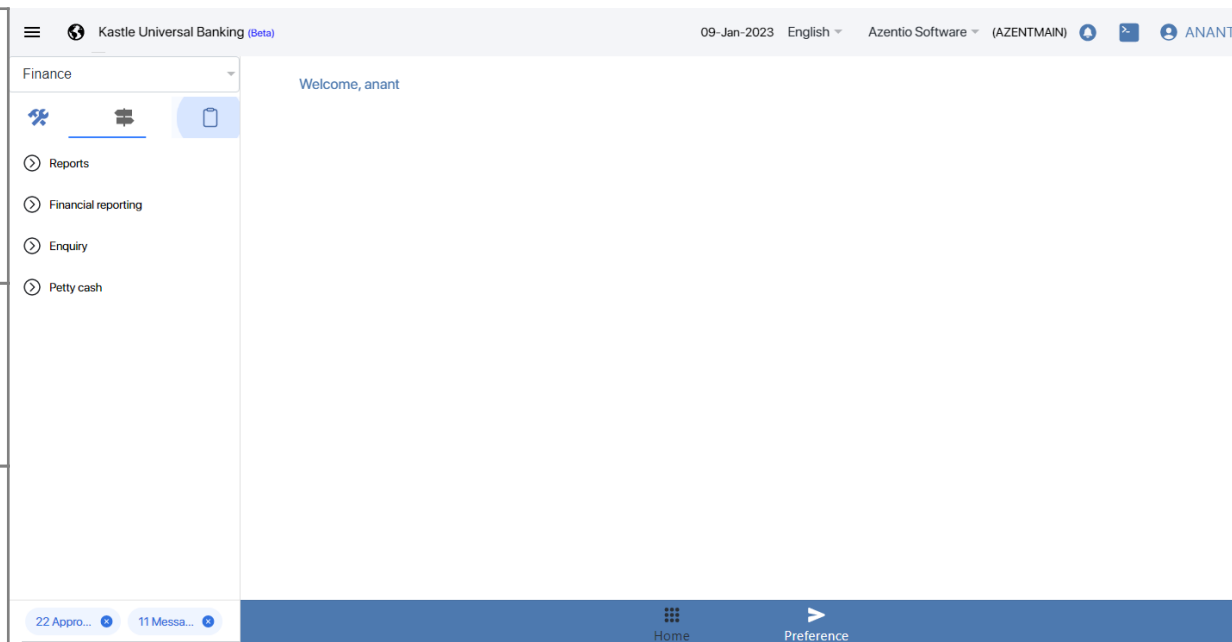 Kastle Universal Banking (Beta)
09-Jan-2023 English Azentio Software (AZENTMAIN) ANANT
Finance
Welcome, anant
Reports
Financial reporting
Enquiry
Petty cash
22 Appro... 11 Messa...
Home Preference